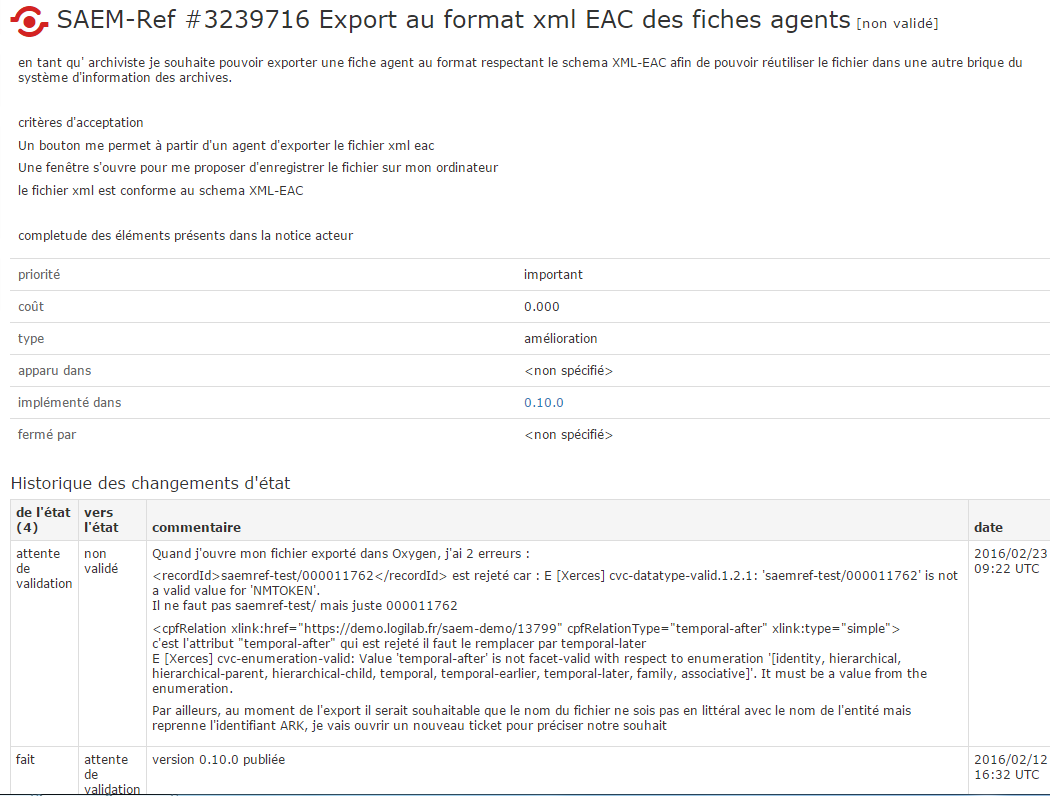 SAEM-Ref #3239716 Export au format xml EAC des fiches agents [non validé]
en tant qu' archiviste je souhaite pouvoir exporter une fiche agent au format respectant le schema XML-EAC afin de pouvoir réutiliser le fichier dans une autre brique du
système d'information des archives.
critères d'acceptation
Un bouton me permet à partir d'un agent d'exporter le fichier xml eac
Une fenêtre s'ouvre pour me proposer d'enregistrer le fichier sur mon ordinateur
le fichier xml est conforme au schema XML-EAC
completude des éléments présents dans la notice acteur
priorité important
coût 0.000
type amélioration
apparu dans <non spécifié>
implémenté dans 0.10.0
fermé par <non spécifié>
Historique des changements d'état
de l'état (4) vers l'état commentaire date
attente de validation
non validé
Quand j'ouvre mon fichier exporté dans Oxygen, j'ai 2 erreurs :
<recordId>saemref-test/000011762</recordId> est rejeté car : E [Xerces] cvc-datatype-valid.1.2.1: 'saemref-test/000011762' is not
a valid value for 'NMTOKEN'.
Il ne faut pas saemref-test/ mais juste 000011762
<cpfRelation xlink:href="https://demo.logilab.fr/saem-demo/13799" cpfRelationType="temporal-after" xlink:type="simple">
c'est l'attribut "temporal-after" qui est rejeté il faut le remplacer par temporal-later
E [Xerces] cvc-enumeration-valid: Value 'temporal-after' is not facet-valid with respect to enumeration '[identity, hierarchical,
hierarchical-parent, hierarchical-child, temporal, temporal-earlier, temporal-later, family, associative]'. It must be a value from the
enumeration.
Par ailleurs, au moment de l'export il serait souhaitable que le nom du fichier ne sois pas en littéral avec le nom de l'entité mais
reprenne l'identifiant ARK, je vais ouvrir un nouveau ticket pour préciser notre souhait
2016/02/23
09:22 UTC
fait
attente de validation
version 0.10.0 publiée
2016/02/12
16:32 UTC